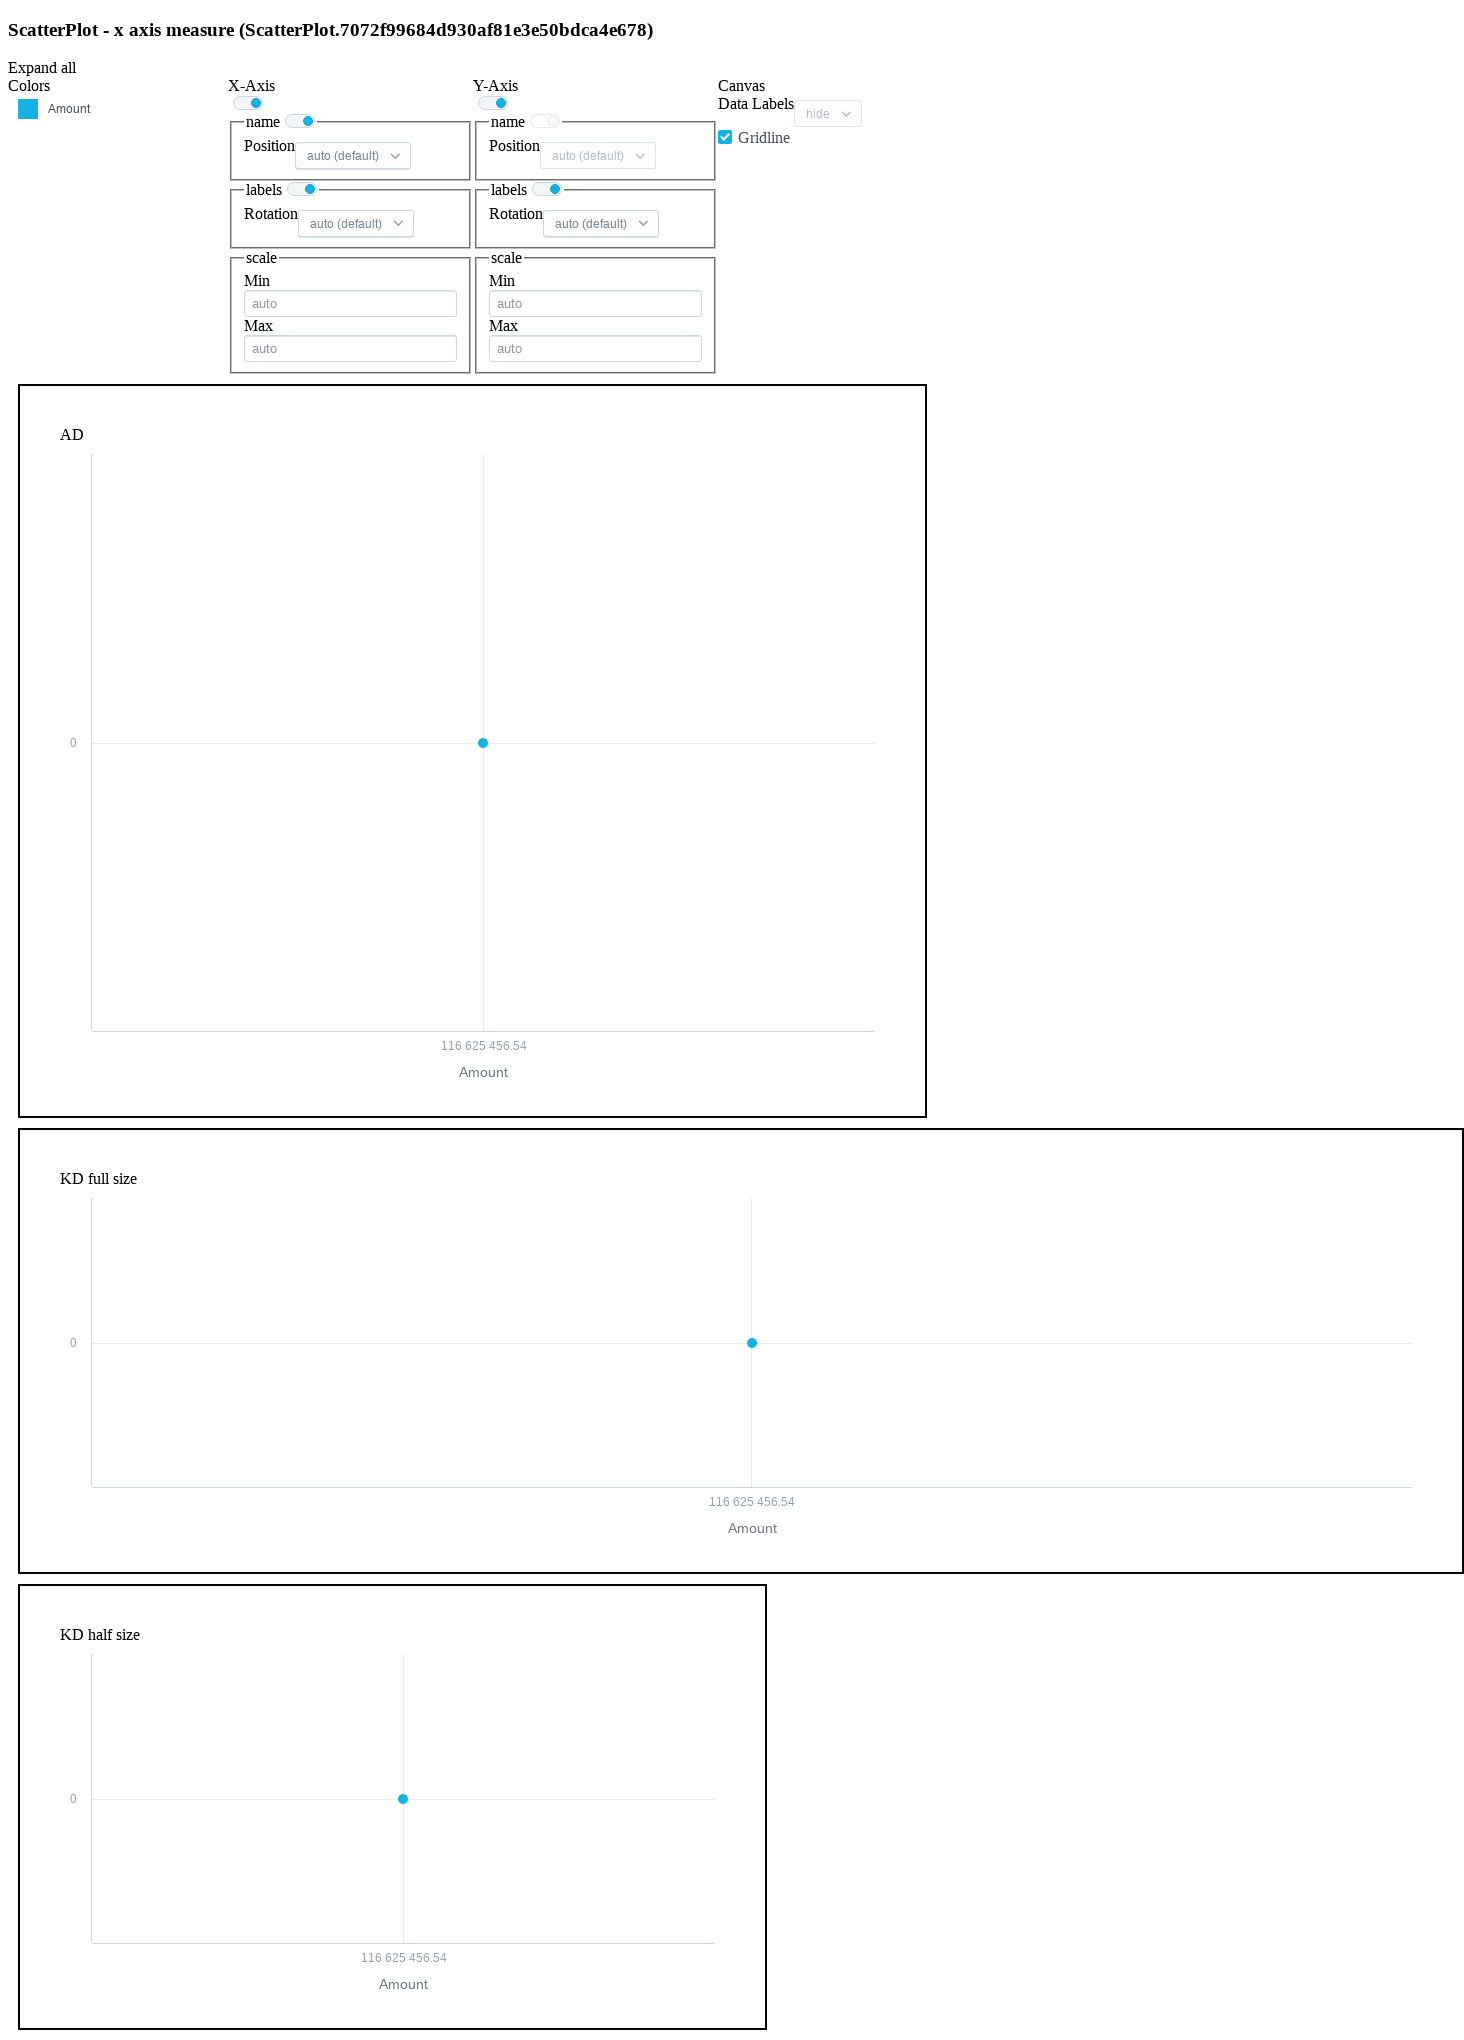 ScatterPlot - x axis measure (ScatterPlot.7072f99684d930af81e3e50bdca4e678)
Expand all
Colors
Amount
X-Axis
name
Position auto (default)
labels
Rotation auto (default)
scale
Min
auto
Max
auto
Y-Axis
name
Position auto (default)
labels
Rotation auto (default)
scale
Min
auto
Max
auto
Canvas
Data Labels hide
Gridline
AD
0
116 625 456.54
Amount
KD full size
0
116 625 456.54
Amount
KD half size
0
116 625 456.54
Amount